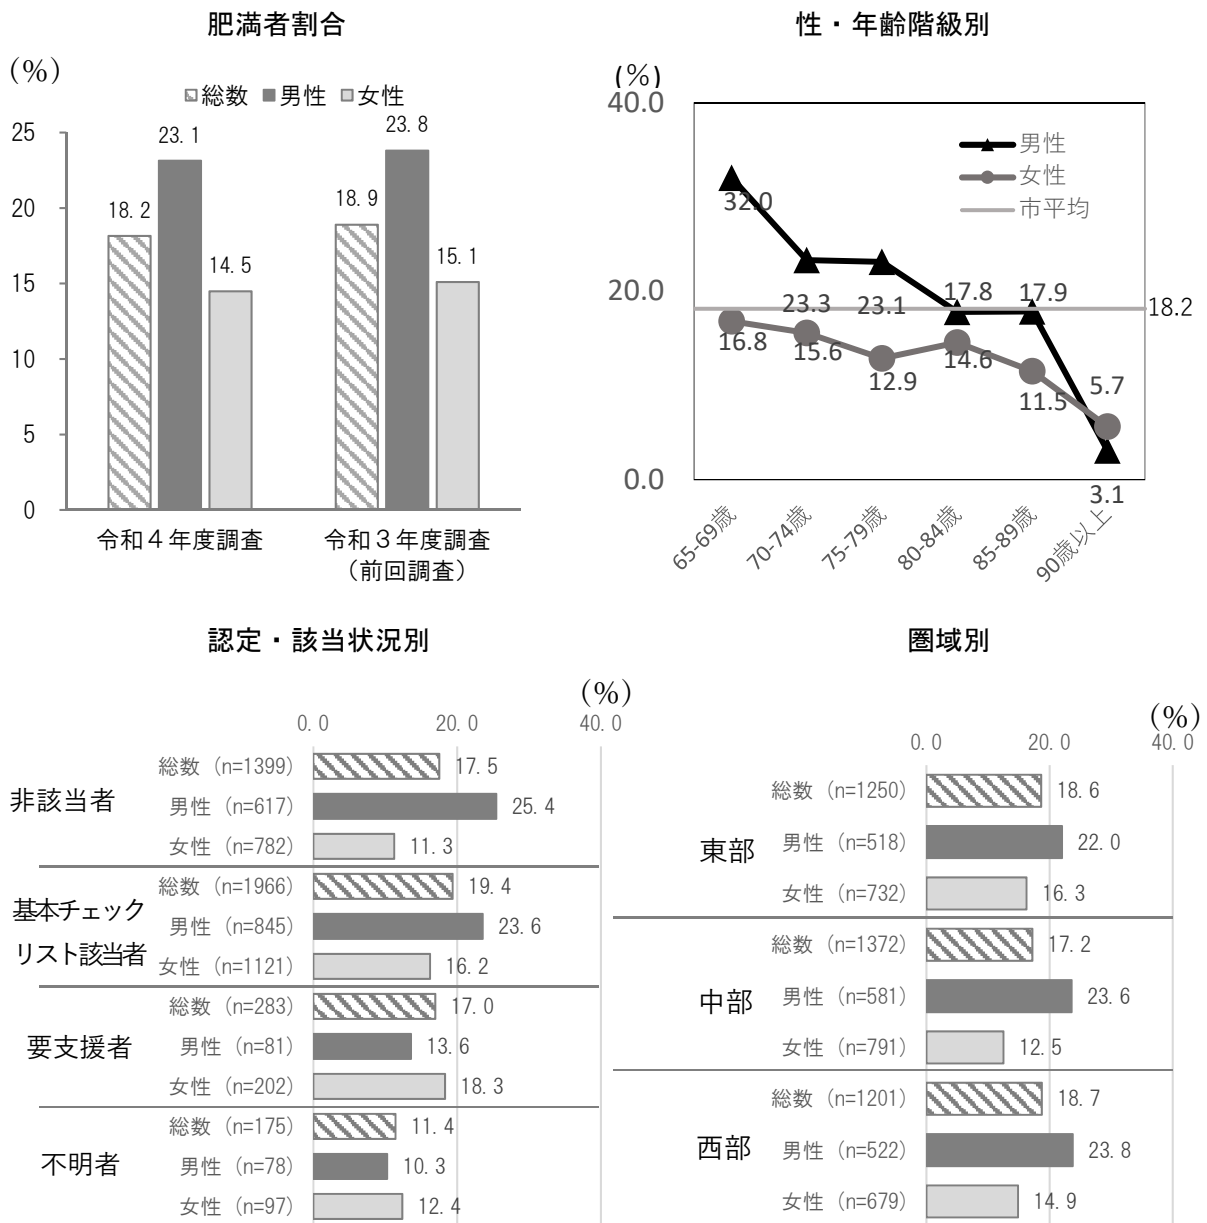 肥満者割合
（%）
総数 男性 女性
25
20
15
10
5
0
18.2
23.1
14.5
18.9
23.8
15.1
令和４年度調査
令和３年度調査
（前回調査）
性・年齢階級別
（%）
40.0
20.0
0.0
男性
女性
市平均
32.0
23.3
23.1
17.8
17.9
3.1
16.8
15.6
12.9
14.6
11.5
5.7
18.2
65-69歳
70-74歳
75-79歳
80-84歳
85-89歳
90歳以上
認定・該当状況別
（%）
0.0 20.0 40.0
非該当者
総数（n=1399） 17.5
男性（n=617） 25.4
女性（n=782） 11.3
基本チェック
リスト該当者
総数（n=1966） 19.4
男性（n=845） 23.6
女性（n=1121） 16.2
要支援者
総数（n=283） 17.0
男性（n=81） 13.6
女性（n=202） 18.3
不明者
総数（n=175） 11.4
男性（n=78） 10.3
女性（n=97） 12.4
圏域別
（%）
0.0 20.0 40.0
東部
総数（n=1250） 18.6
男性（n=518） 22.0
女性（n=732） 16.3
中部
総数（n=1372） 17.2
男性（n=581） 23.6
女性（n=791） 12.5
西部
総数（n=1201） 18.7
男性（n=522） 23.8
女性（n=679） 14.9